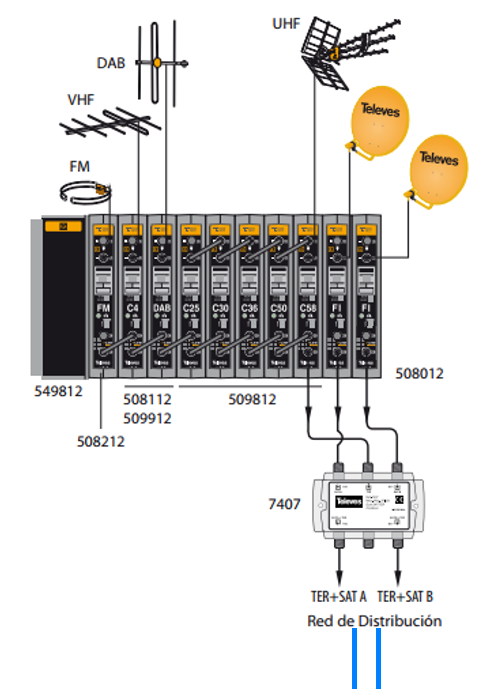 UHF
DAB
VHF
Televes
Televes
FM
FM C4 DAB C25 C30 C36 C50 C58 FI FI
549812
508112
509912
509812
508012
508212
7407
Televes
TER+SAT A TER+SAT B
Red de Distribución